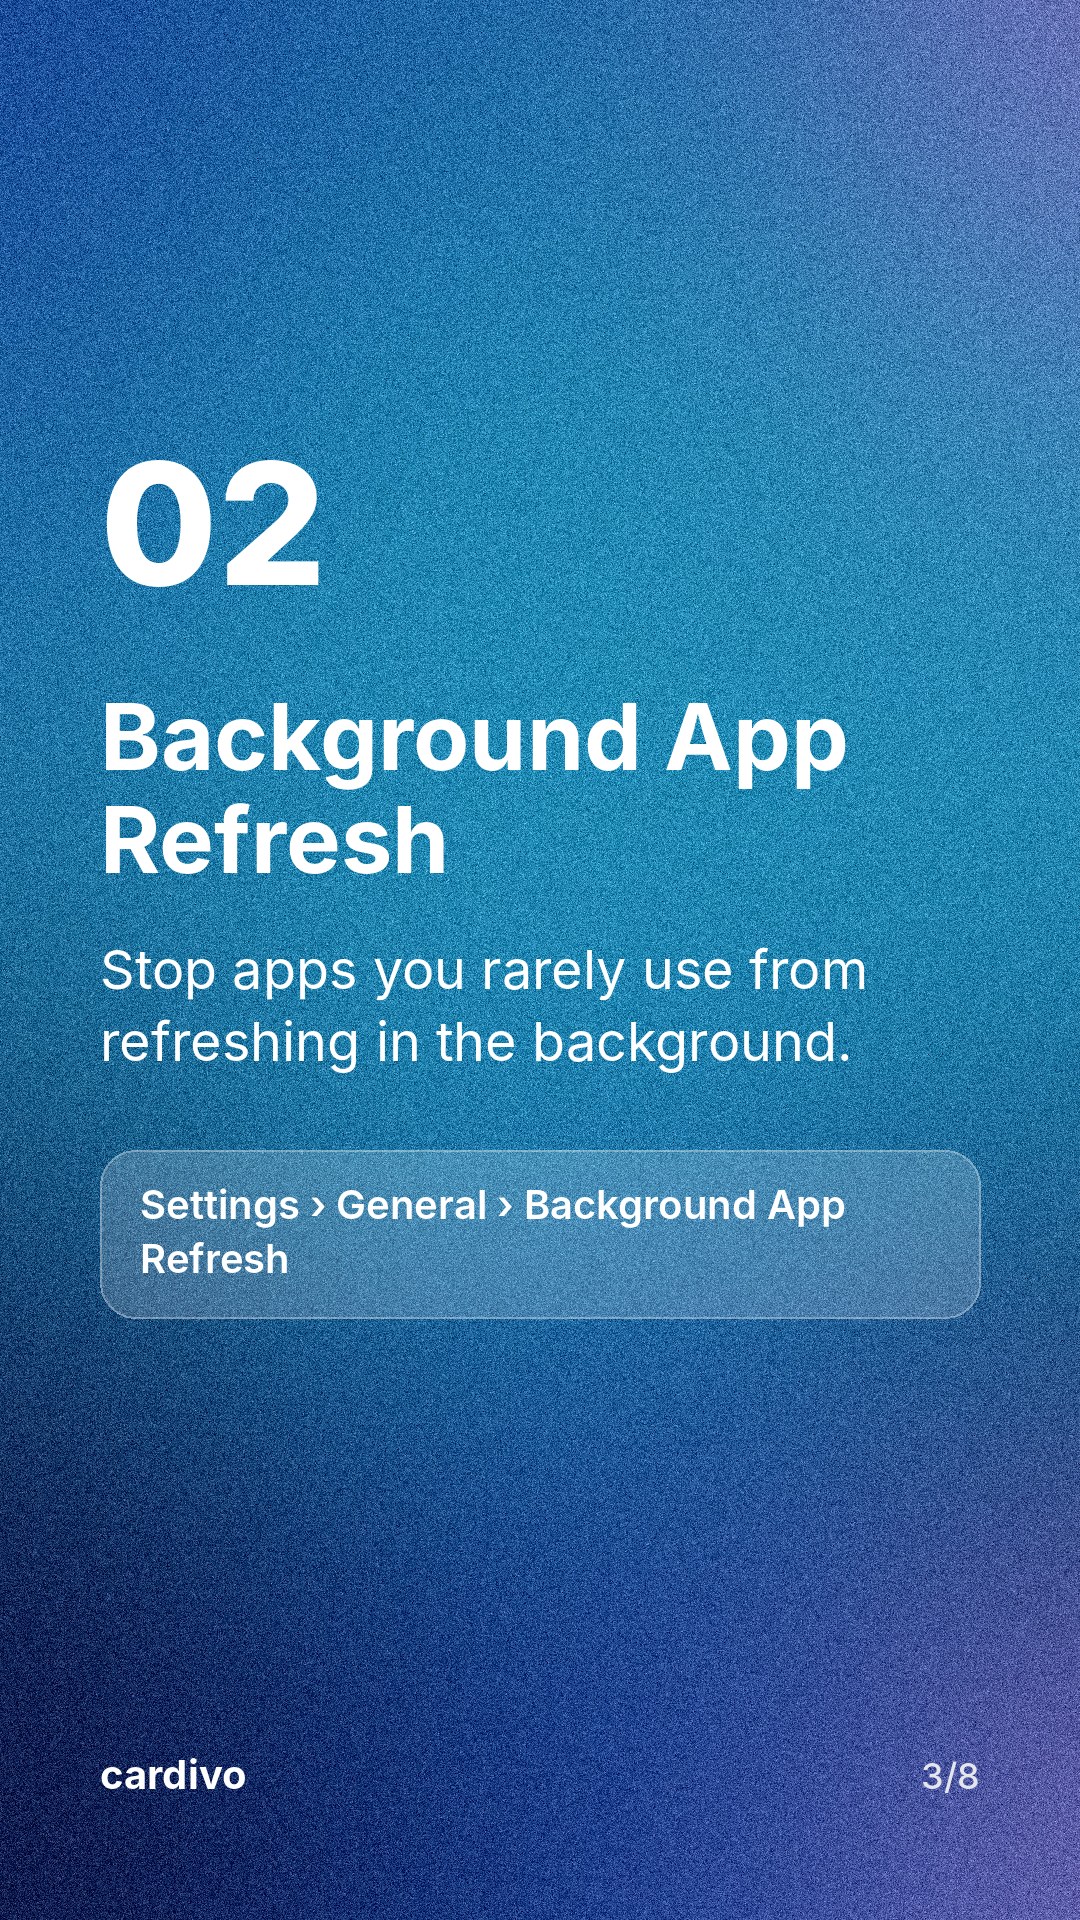 02
Background App
Refresh
Stop apps you rarely use from
refreshing in the background.
Settings › General › Background App
Refresh
cardivo
3/8